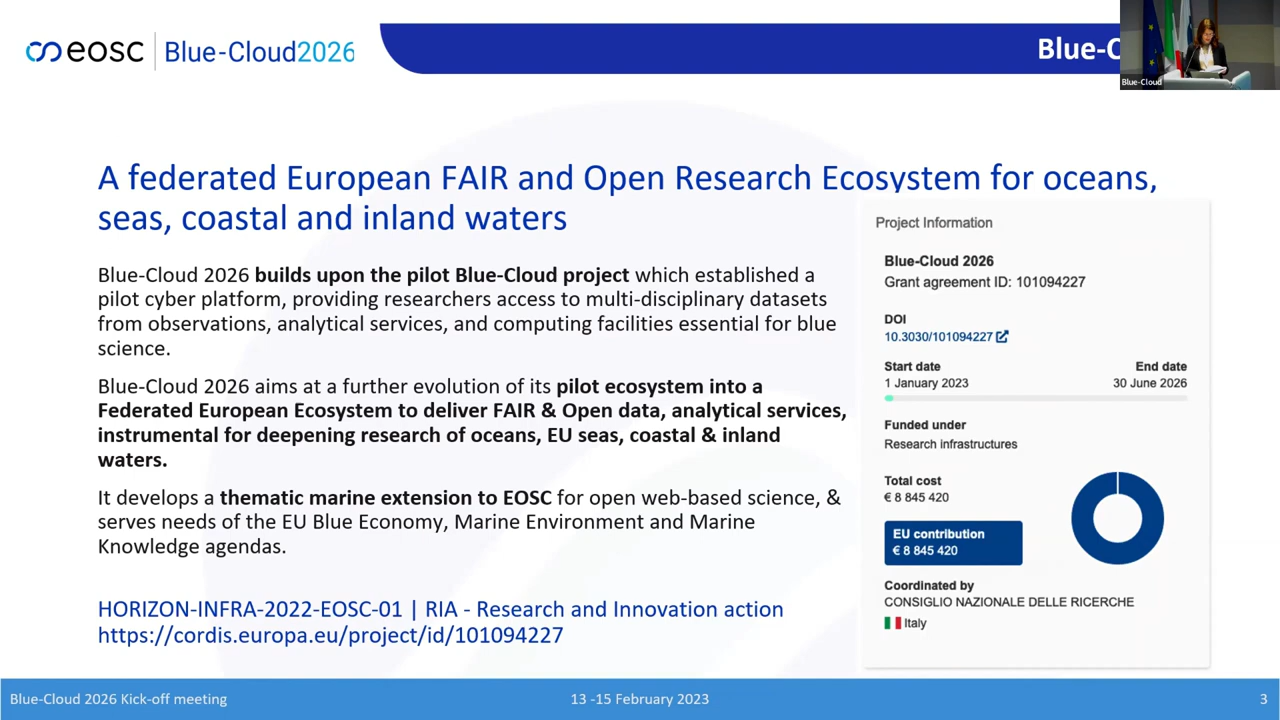 eosc
Blue-Cloud2026
Blue-C
Blue-Cloud
A federated European FAIR and Open Research Ecosystem for oceans,
seas, coastal and inland waters
Blue-Cloud 2026 builds upon the pilot Blue-Cloud project which established a
pilot cyber platform, providing researchers access to multi-disciplinary datasets
from observations, analytical services, and computing facilities essential for blue
science.
Blue-Cloud 2026 aims at a further evolution of its pilot ecosystem into a
Federated European Ecosystem to deliver FAIR & Open data, analytical services,
instrumental for deepening research of oceans, EU seas, coastal & inland
waters.
It develops a thematic marine extension to EOSC for open web-based science, &
serves needs of the EU Blue Economy, Marine Environment and Marine
Knowledge agendas.
HORIZON-INFRA-2022-EOSC-01 | RIA - Research and Innovation action
https://cordis.europa.eu/project/id/101094227
Project Information
Blue-Cloud 2026
Grant agreement ID: 101094227
DOI
10.3030/101094227
Start date End date
1 January 2023 30 June 2026
Funded under
Research infrastructures
Total cost
€ 8 845 420
EU contribution
€ 8 845 420
Coordinated by
CONSIGLIO NAZIONALE DELLE RICERCHE
Italy
Blue-Cloud 2026 Kick-off meeting 13 -15 February 2023 3